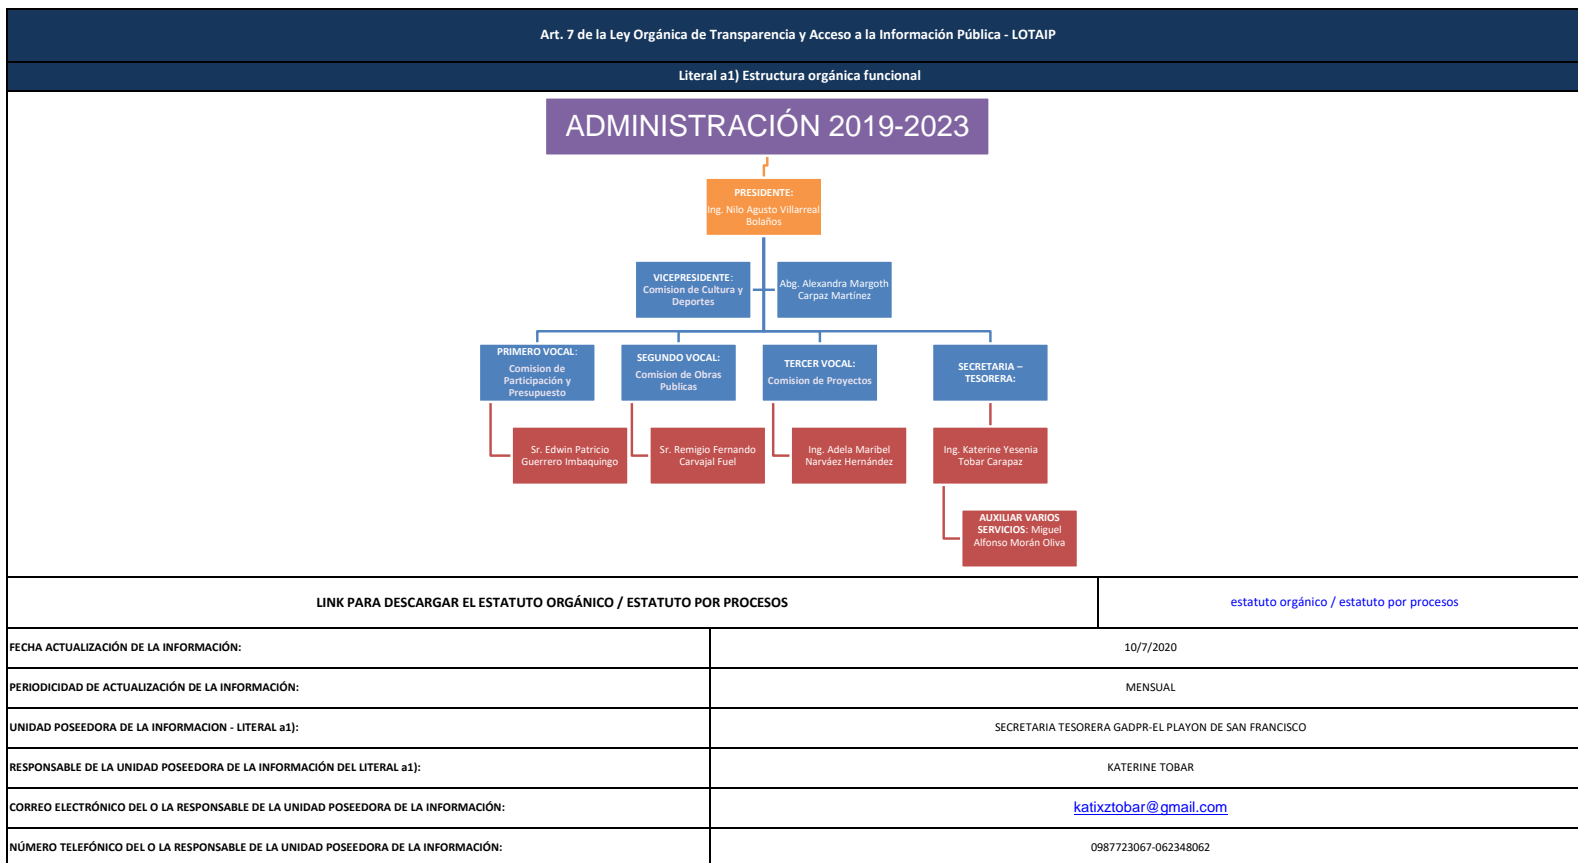 Art. 7 de la Ley Orgánica de Transparencia y Acceso a la Información Pública - LOTAIP
Literal a1) Estructura orgánica funcional
ADMINISTRACIÓN 2019-2023
PRESIDENTE:
Ing. Nilo Agusto Villarreal
Bolaños
VICEPRESIDENTE:
Comision de Cultura y
Deportes
Abg. Alexandra Margoth
Carpaz Martínez
PRIMERO VOCAL:
Comision de
Participación y
Presupuesto
SEGUNDO VOCAL:
Comision de Obras
Publicas
TERCER VOCAL:
Comision de Proyectos
SECRETARIA –
TESORERA:
Sr. Edwin Patricio
Guerrero Imbaquingo
Sr. Remigio Fernando
Carvajal Fuel
Ing. Adela Maribel
Narváez Hernández
Ing. Katerine Yesenia
Tobar Carapaz
AUXILIAR VARIOS
SERVICIOS: Miguel
Alfonso Morán Oliva
LINK PARA DESCARGAR EL ESTATUTO ORGÁNICO / ESTATUTO POR PROCESOS
estatuto orgánico / estatuto por procesos
FECHA ACTUALIZACIÓN DE LA INFORMACIÓN:
10/7/2020
PERIODICIDAD DE ACTUALIZACIÓN DE LA INFORMACIÓN:
MENSUAL
UNIDAD POSEEDORA DE LA INFORMACION - LITERAL a1):
SECRETARIA TESORERA GADPR-EL PLAYON DE SAN FRANCISCO
RESPONSABLE DE LA UNIDAD POSEEDORA DE LA INFORMACIÓN DEL LITERAL a1):
KATERINE TOBAR
CORREO ELECTRÓNICO DEL O LA RESPONSABLE DE LA UNIDAD POSEEDORA DE LA INFORMACIÓN:
katixztobar@gmail.com
NÚMERO TELEFÓNICO DEL O LA RESPONSABLE DE LA UNIDAD POSEEDORA DE LA INFORMACIÓN:
0987723067-062348062